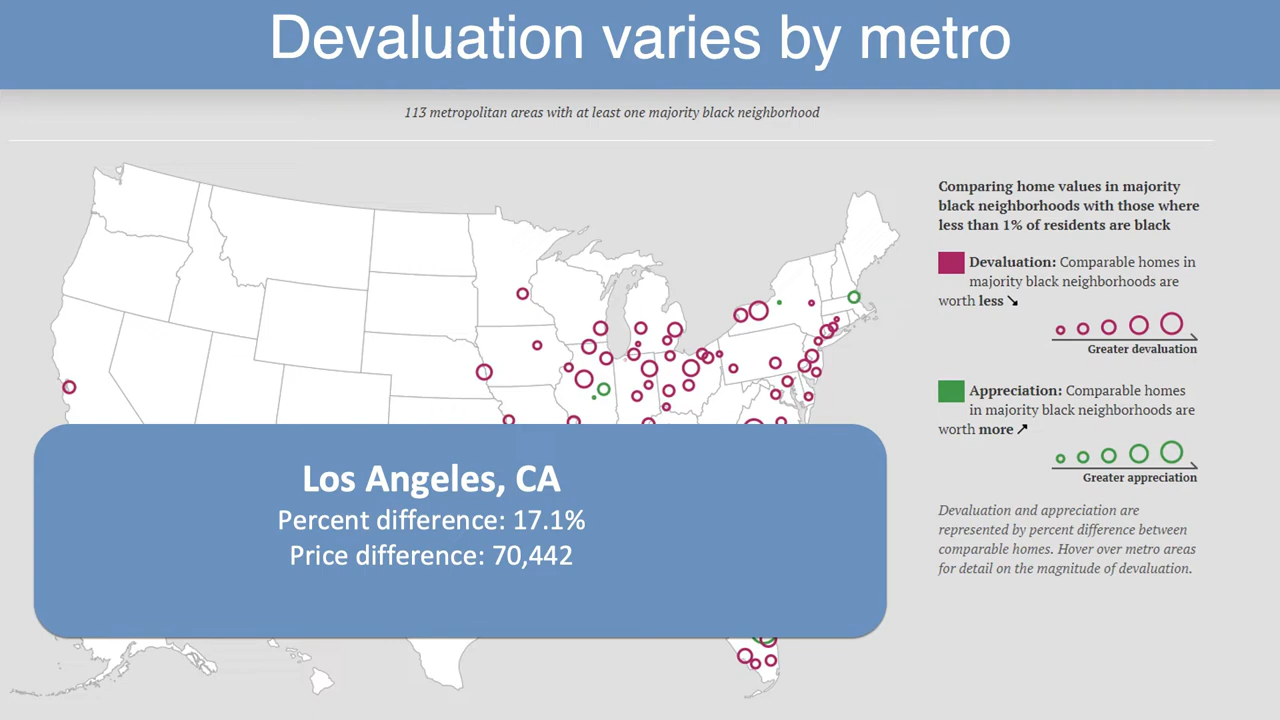 Devaluation varies by metro
113 metropolitan areas with at least one majority black neighborhood
Comparing home values in majority
black neighborhoods with those where
less than 1% of residents are black
Devaluation: Comparable homes in
majority black neighborhoods are
worth less ↘
Greater devaluation
Appreciation: Comparable homes
in majority black neighborhoods are
worth more ↗
Greater appreciation
Devaluation and appreciation are
represented by percent difference between
comparable homes. Hover over metro areas
for detail on the magnitude of devaluation.
Los Angeles, CA
Percent difference: 17.1%
Price difference: 70,442